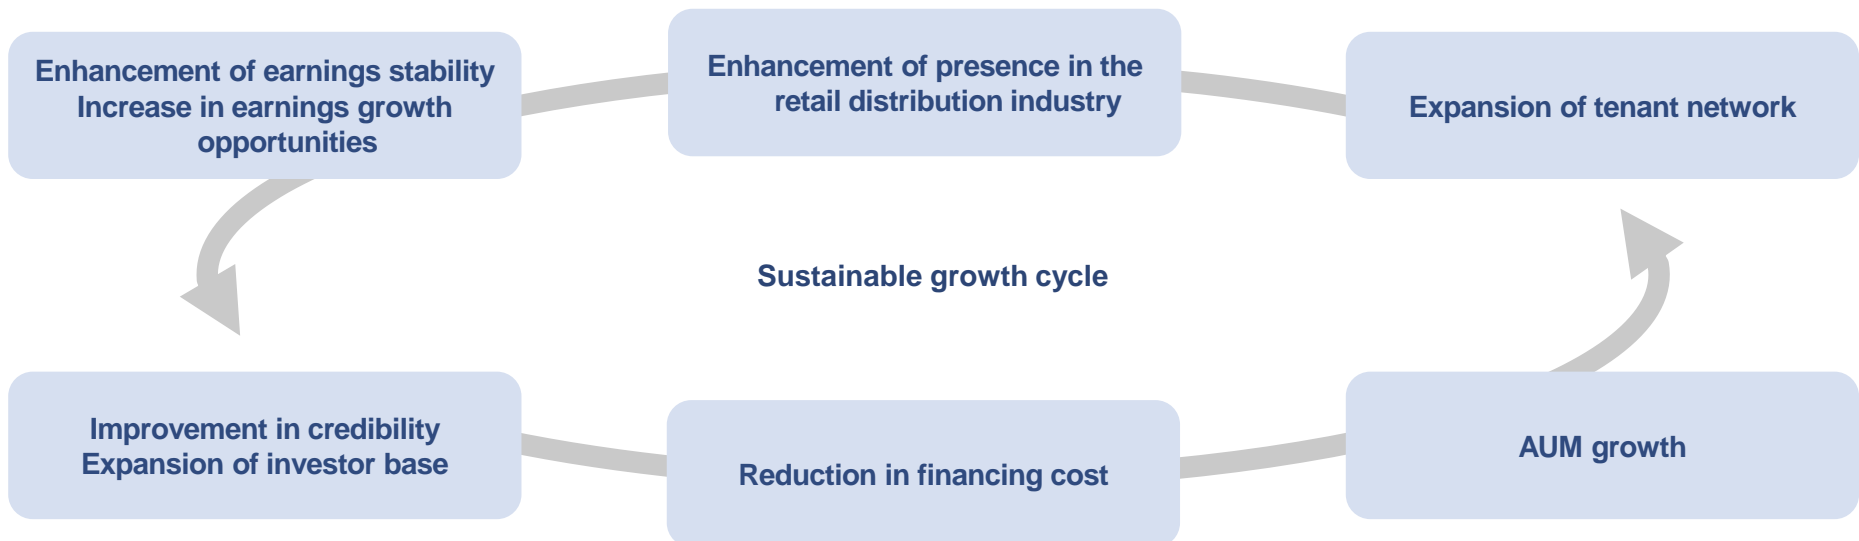 Enhancement of earnings stability
Increase in earnings growth
opportunities
Enhancement of presence in the
retail distribution industry
Expansion of tenant network
Sustainable growth cycle
Improvement in credibility
Expansion of investor base
Reduction in financing cost
AUM growth